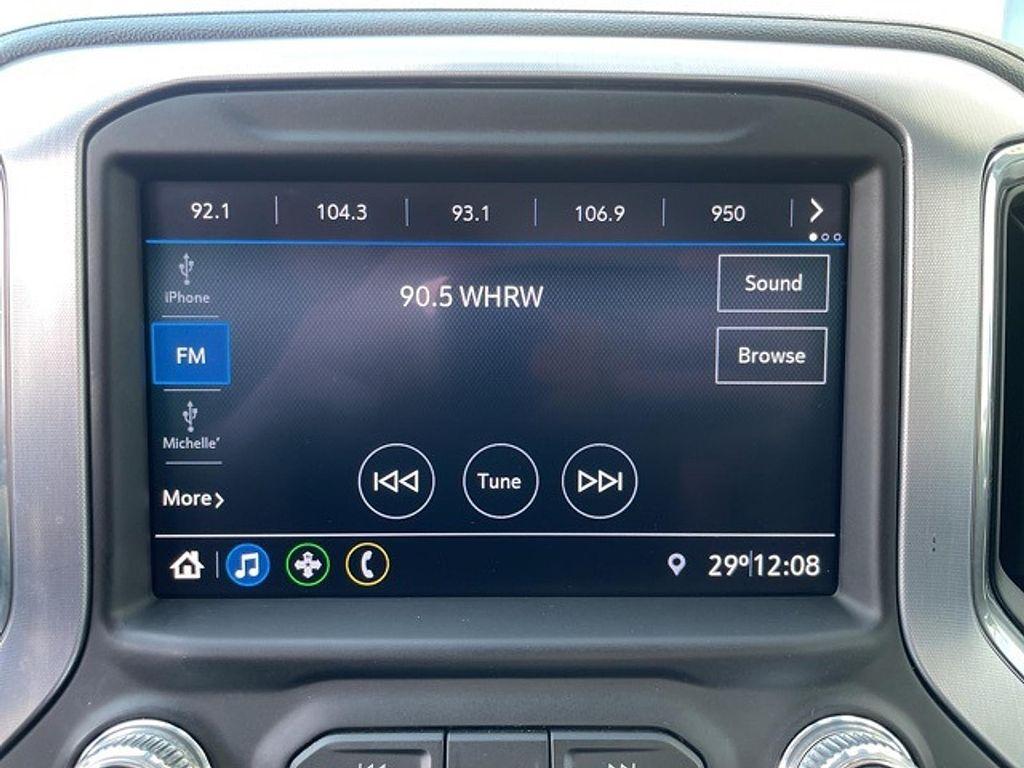 92.1 104.3 93.1 106.9 950
iPhone
90.5 WHRW
Sound
FM
Browse
Michelle'
More
Tune
29° 12:08